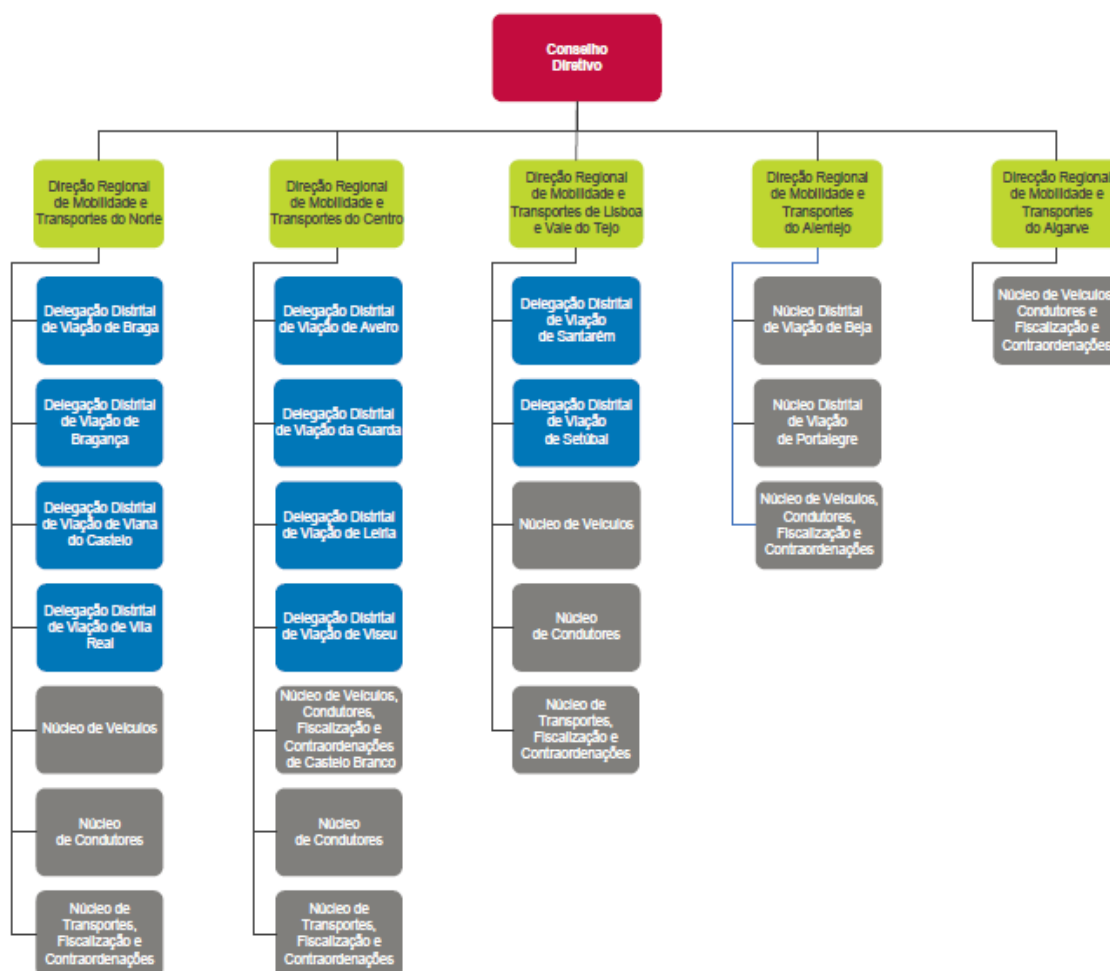 Conselho
Diretivo
Direção Regional
de Mobilidade e
Transportes do Norte
Direção Regional
de Mobilidade e
Transportes do Centro
Direção Regional
de Mobilidade e
Transportes de Lisboa
e Vale do Tejo
Direção Regional
de Mobilidade e
Transportes
do Alentejo
Direcção Regional
de Mobilidade e
Transportes
do Algarve
Delegação Distrital
de Viação de Braga
Delegação Distrital
de Viação de
Bragança
Delegação Distrital
de Viação de Viana
do Castelo
Delegação Distrital
de Viação de Vila
Real
Núcleo de Veículos
Núcleo
de Condutores
Núcleo de
Transportes,
Fiscalização e
Contraordenações
Delegação Distrital
de Viação de Aveiro
Delegação Distrital
de Viação da Guarda
Delegação Distrital
de Viação de Leiria
Delegação Distrital
de Viação de Viseu
Núcleo de Veículos,
Condutores,
Fiscalização e
Contraordenações
de Castelo Branco
Núcleo
de Condutores
Núcleo de
Transportes,
Fiscalização e
Contraordenações
Delegação Distrital
de Viação
de Santarém
Delegação Distrital
de Viação
de Setúbal
Núcleo de Veículos
Núcleo
de Condutores
Núcleo de
Transportes,
Fiscalização e
Contraordenações
Núcleo Distrital
de Viação de Beja
Núcleo Distrital
de Viação
de Portalegre
Núcleo de Veículos,
Condutores,
Fiscalização e
Contraordenações
Núcleo de Veículos
Condutores e
Fiscalização e
Contraordenações